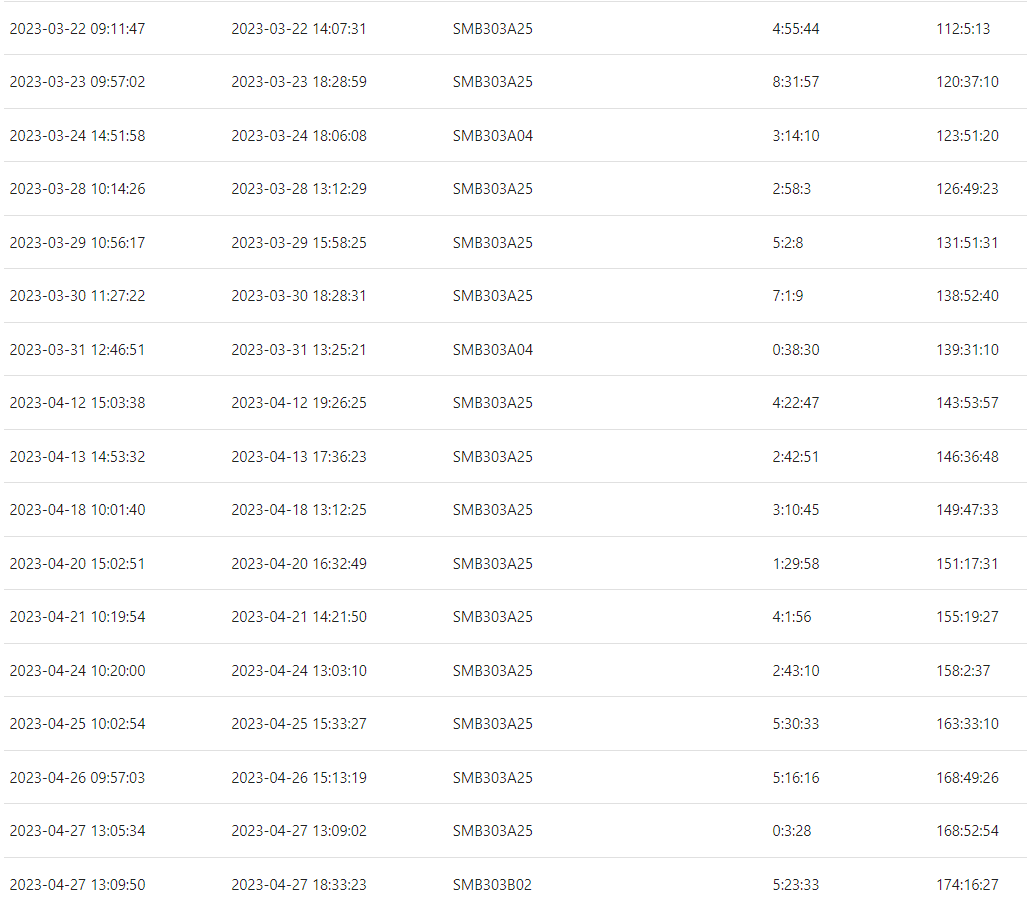 2023-03-22 09:11:47 2023-03-22 14:07:31 SMB303A25 4:55:44 112:5:13
2023-03-23 09:57:02 2023-03-23 18:28:59 SMB303A25 8:31:57 120:37:10
2023-03-24 14:51:58 2023-03-24 18:06:08 SMB303A04 3:14:10 123:51:20
2023-03-28 10:14:26 2023-03-28 13:12:29 SMB303A25 2:58:3 126:49:23
2023-03-29 10:56:17 2023-03-29 15:58:25 SMB303A25 5:2:8 131:51:31
2023-03-30 11:27:22 2023-03-30 18:28:31 SMB303A25 7:1:9 138:52:40
2023-03-31 12:46:51 2023-03-31 13:25:21 SMB303A04 0:38:30 139:31:10
2023-04-12 15:03:38 2023-04-12 19:26:25 SMB303A25 4:22:47 143:53:57
2023-04-13 14:53:32 2023-04-13 17:36:23 SMB303A25 2:42:51 146:36:48
2023-04-18 10:01:40 2023-04-18 13:12:25 SMB303A25 3:10:45 149:47:33
2023-04-20 15:02:51 2023-04-20 16:32:49 SMB303A25 1:29:58 151:17:31
2023-04-21 10:19:54 2023-04-21 14:21:50 SMB303A25 4:1:56 155:19:27
2023-04-24 10:20:00 2023-04-24 13:03:10 SMB303A25 2:43:10 158:2:37
2023-04-25 10:02:54 2023-04-25 15:33:27 SMB303A25 5:30:33 163:33:10
2023-04-26 09:57:03 2023-04-26 15:13:19 SMB303A25 5:16:16 168:49:26
2023-04-27 13:05:34 2023-04-27 13:09:02 SMB303A25 0:3:28 168:52:54
2023-04-27 13:09:50 2023-04-27 18:33:23 SMB303B02 5:23:33 174:16:27